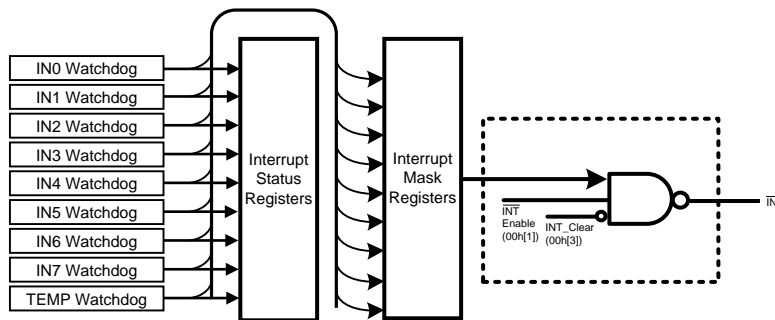 IN0 Watchdog
IN1 Watchdog
IN2 Watchdog
IN3 Watchdog
IN4 Watchdog
IN5 Watchdog
IN6 Watchdog
IN7 Watchdog
TEMP Watchdog
Interrupt
Status
Registers
Interrupt
Mask
Registers
INT
Enable
(00h[1])
INT_Clear
(00h[3])